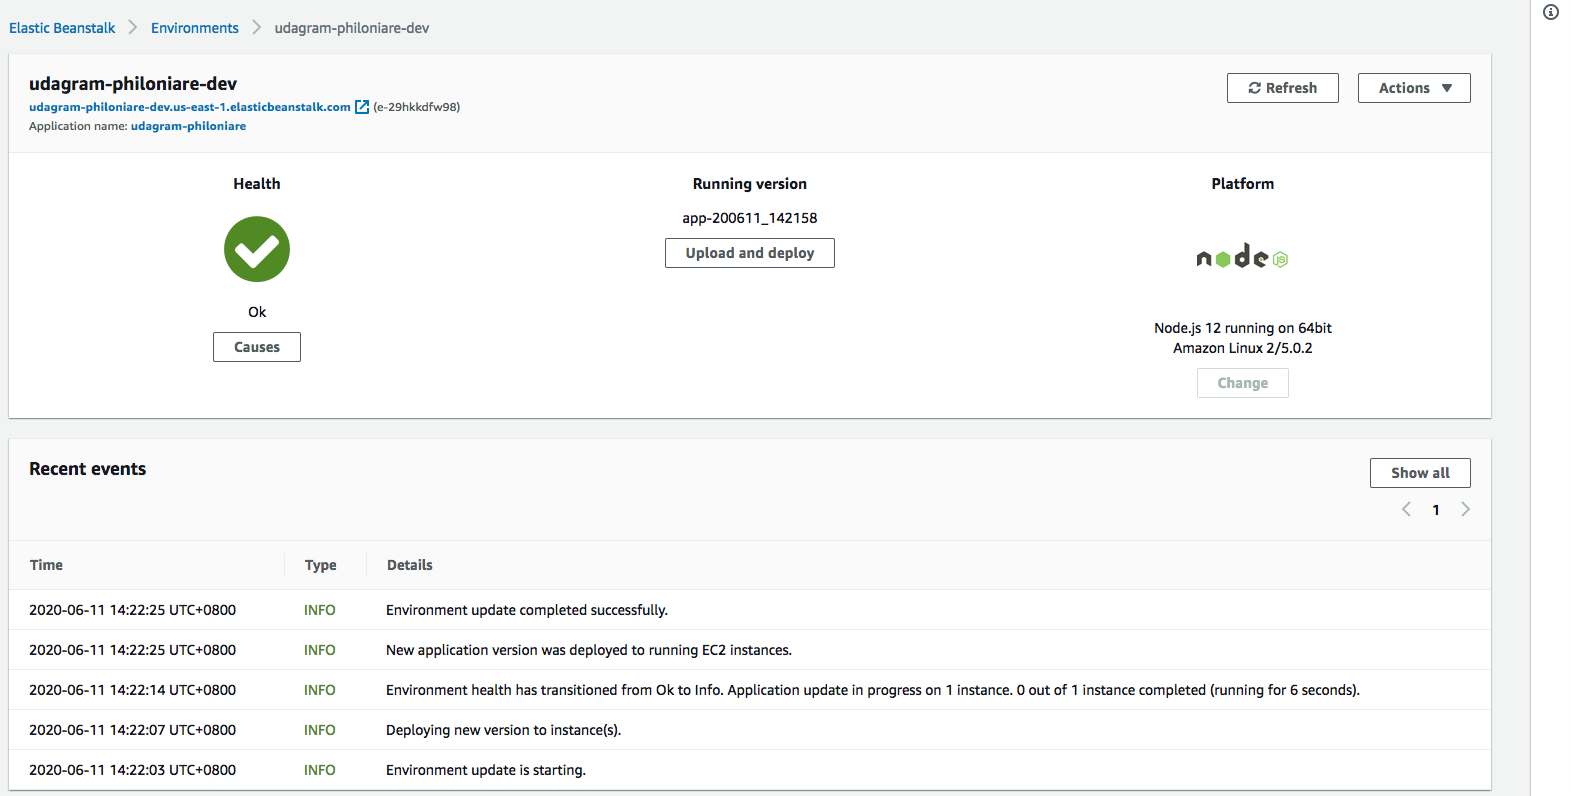 Elastic Beanstalk > Environments > udagram-philoniare-dev
udagram-philoniare-dev
Refresh
Actions
udagram-philoniare-dev.us-east-1.elasticbeanstalk.com (e-29hkkdfw98)
Application name: udagram-philoniare
Health
Running version
Platform
app-200611_142158
Upload and deploy
node JS
Ok
Causes
Node.js 12 running on 64bit
Amazon Linux 2/5.0.2
Change
Recent events
Show all
1
Time Type Details
2020-06-11 14:22:25 UTC+0800 INFO Environment update completed successfully.
2020-06-11 14:22:25 UTC+0800 INFO New application version was deployed to running EC2 instances.
2020-06-11 14:22:14 UTC+0800 INFO Environment health has transitioned from Ok to Info. Application update in progress on 1 instance. 0 out of 1 instance completed (running for 6 seconds).
2020-06-11 14:22:07 UTC+0800 INFO Deploying new version to instance(s).
2020-06-11 14:22:03 UTC+0800 INFO Environment update is starting.